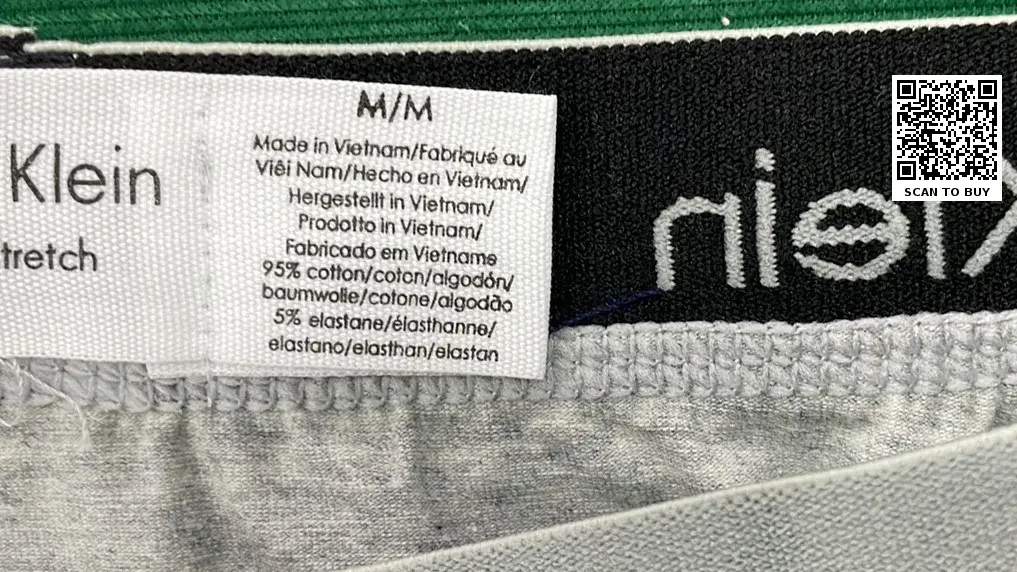 Klein
tretch
M/M
Made in Vietnam/Fabriqué au
Viêi Nam/Hecho en Vietnam/
Hergestellt in Vietnam/
Prodotto in Vietnam/
Fabricado em Vietname
95% cotton/coton/algodón/
baumwolle/cotone/algodão
5% elastane/élasthanne/
elastano/elasthan/elastan
Klein
SCAN TO BUY